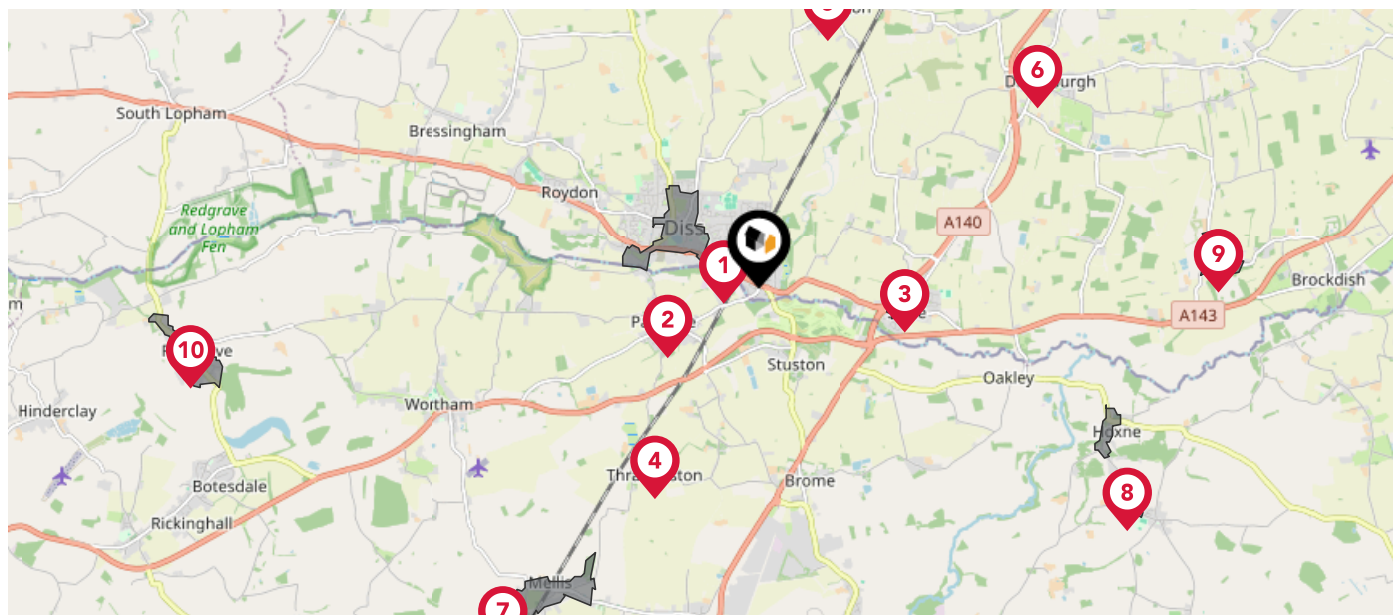 6
South Lopham
Bressingham
Roydon
Redgrave
and Lopham
Fen
Diss
A140
9
1
3
Brockdish
2
A143
10
Stuston
Oakley
Hinderclay
Wortham
4
8
Botesdale
Brome
Rickinghall
Mellis
7